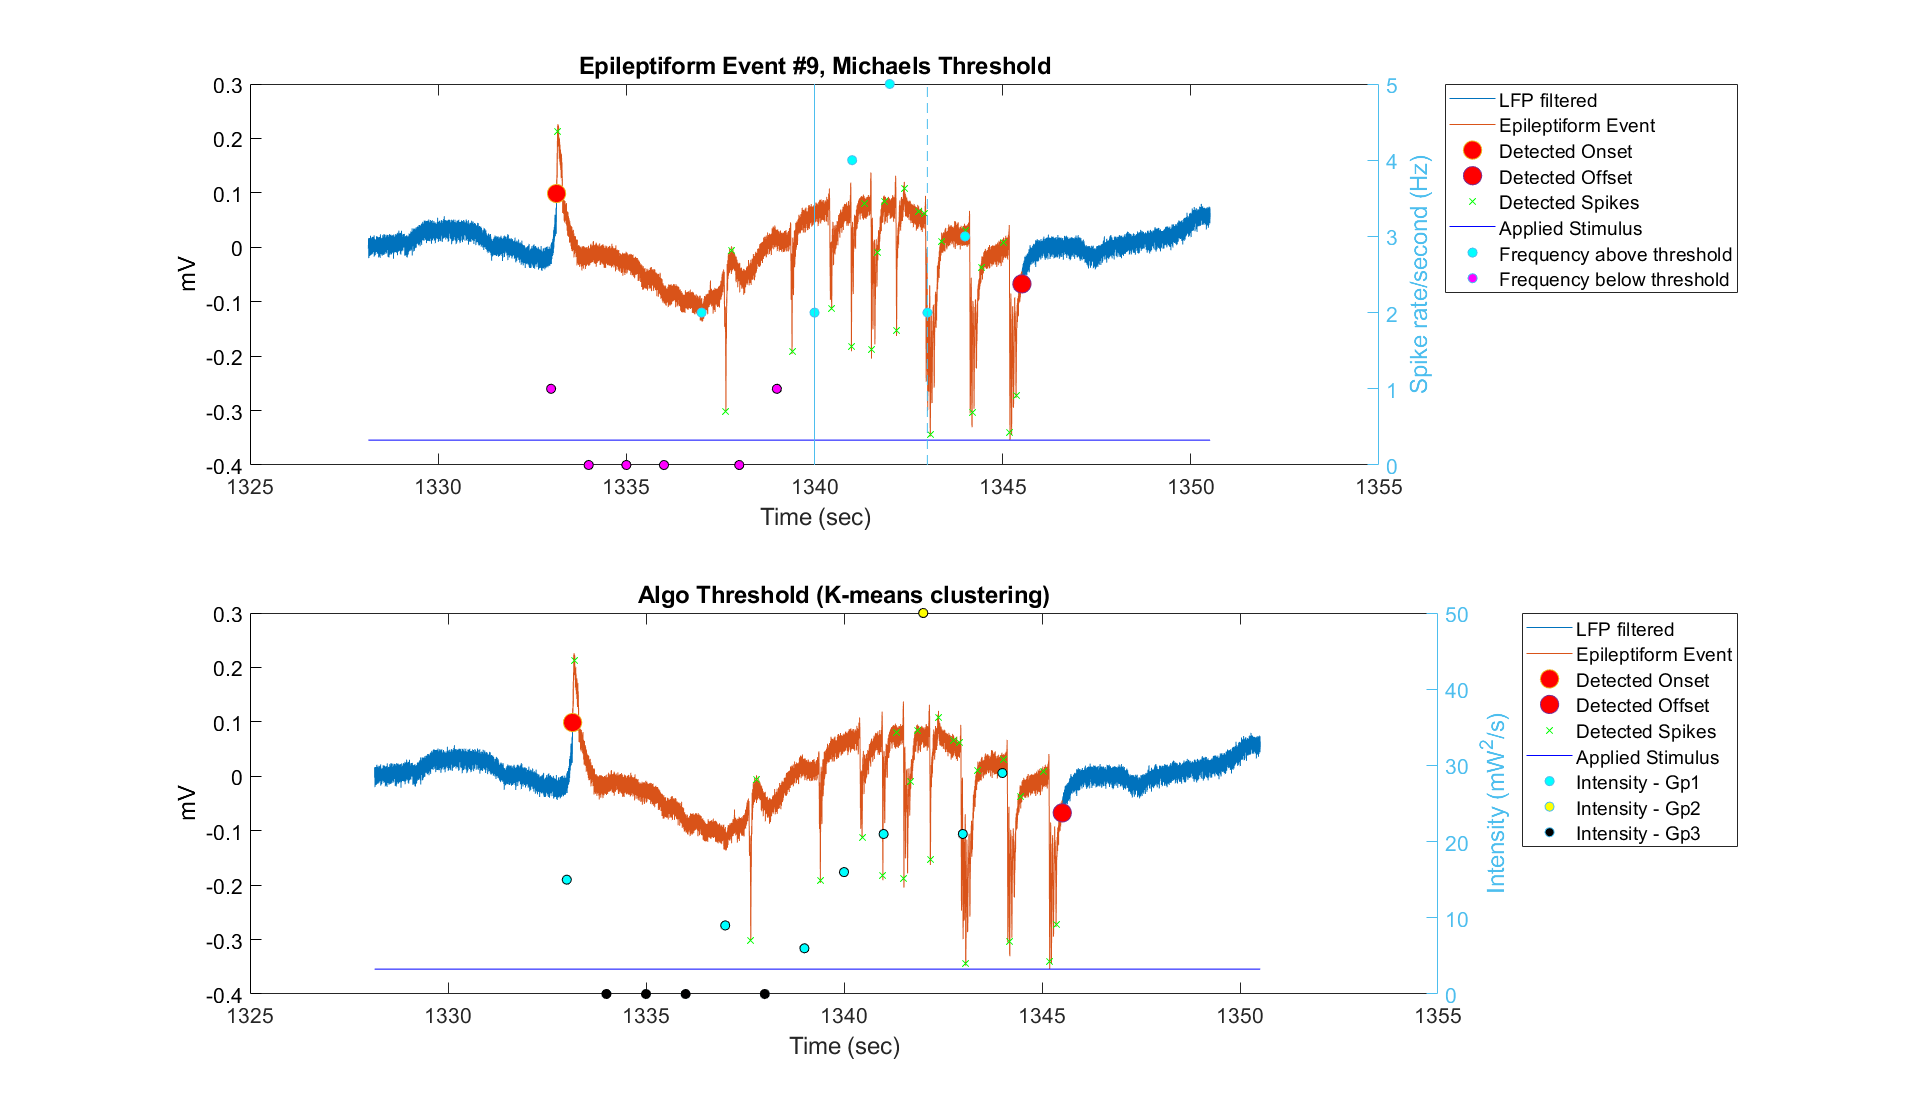 Epileptiform Event #9, Michaels Threshold
0.3
0.2
0.1
0
-0.1
-0.2
-0.3
-0.4
mV
1325
1330
1335
1340
1345
1350
1355
Time (sec)
5
4
3
2
1
0
Spike rate/second (Hz)
LFP filtered
Epileptiform Event
Detected Onset
Detected Offset
Detected Spikes
Applied Stimulus
Frequency above threshold
Frequency below threshold
Algo Threshold (K-means clustering)
0.3
0.2
0.1
0
-0.1
-0.2
-0.3
-0.4
mV
1325
1330
1335
1340
1345
1350
1355
Time (sec)
50
40
30
20
10
0
Intensity (mW²/s)
LFP filtered
Epileptiform Event
Detected Onset
Detected Offset
Detected Spikes
Applied Stimulus
Intensity - Gp1
Intensity - Gp2
Intensity - Gp3